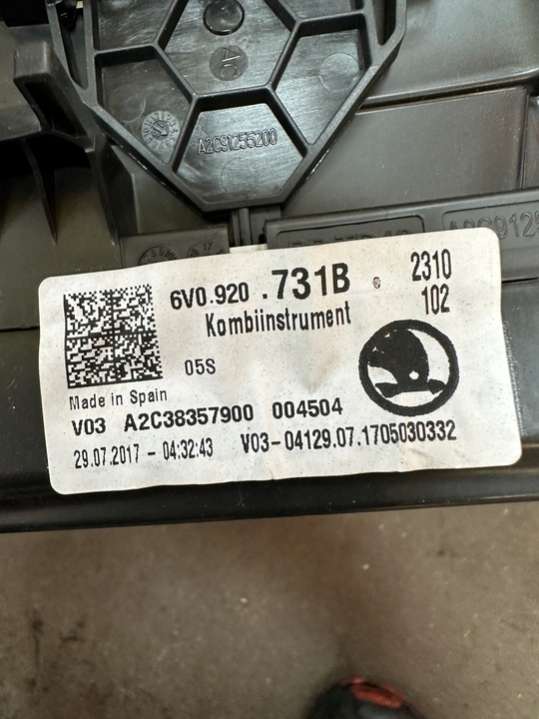 A2C91255200
6V0.920 .731B . 2310
Kombiinstrument 102
05S
Made in Spain
V03 A2C38357900 004504
29.07.2017 - 04:32:43 V03-04129.07.1705030332